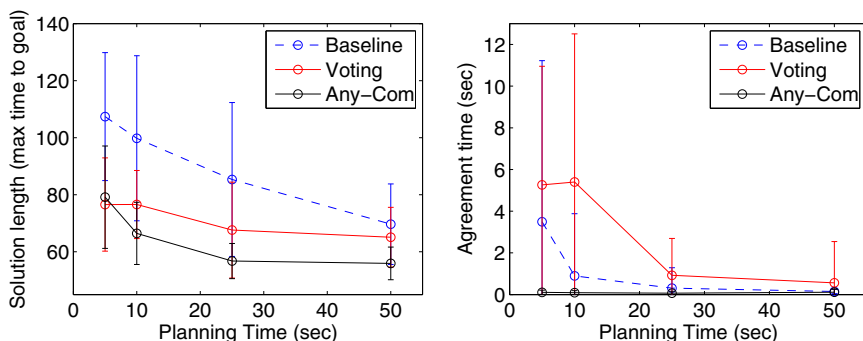 Solution length (max time to goal)
140
120
100
80
60
0 10 20 30 40 50
Planning Time (sec)
Baseline
Voting
Any-Com
Agreement time (sec)
12
10
8
6
4
2
0
0 10 20 30 40 50
Planning Time (sec)
Baseline
Voting
Any-Com